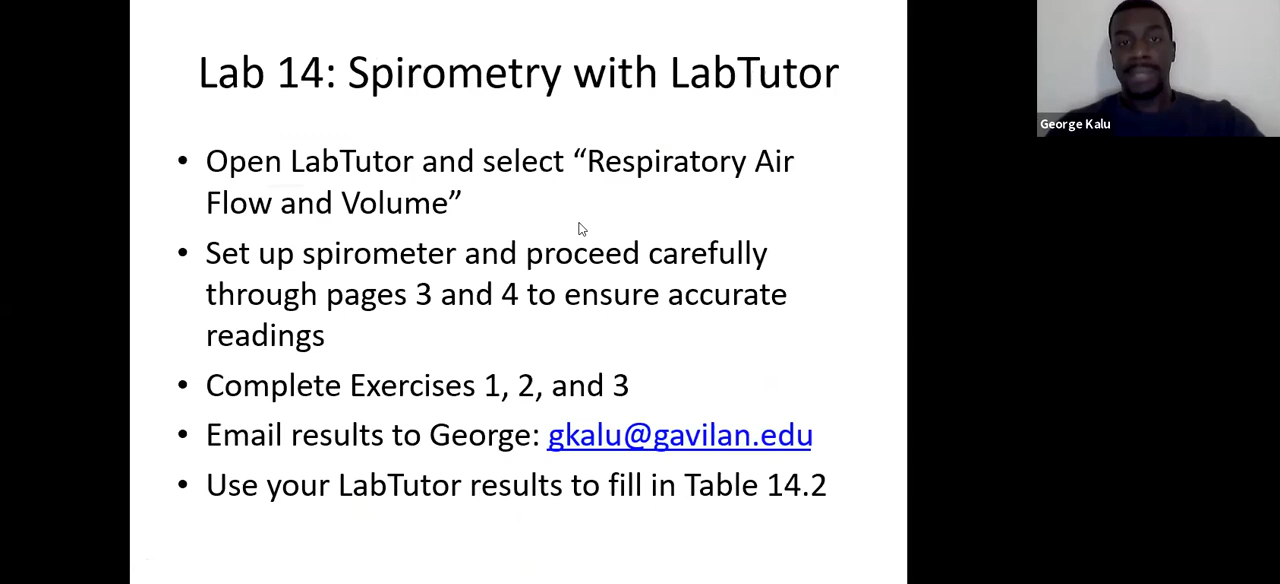 Lab 14: Spirometry with LabTutor
• Open LabTutor and select “Respiratory Air
Flow and Volume”
• Set up spirometer and proceed carefully
through pages 3 and 4 to ensure accurate
readings
• Complete Exercises 1, 2, and 3
• Email results to George: gkalu@gavilan.edu
• Use your LabTutor results to fill in Table 14.2
George Kalu